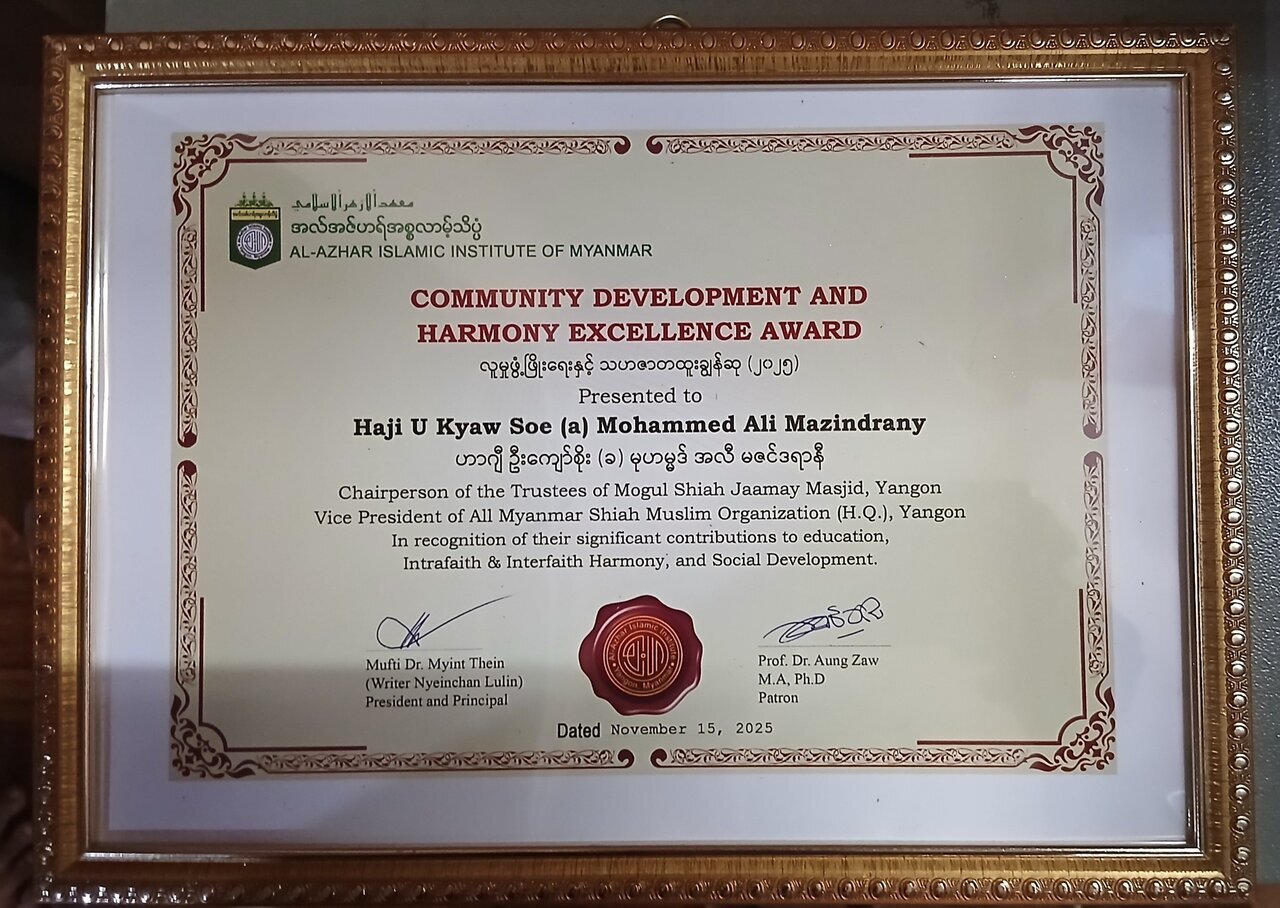 معهد الأزهر الإسلامي
အလ်အဇ်ဟရ်အစ္စလာမ့်သိပ္ပံ
AL-AZHAR ISLAMIC INSTITUTE OF MYANMAR
COMMUNITY DEVELOPMENT AND
HARMONY EXCELLENCE AWARD
လူမှုဖွံ့ဖြိုးရေးနှင့် သဟဇာတထူးချွန်ဆု (၂၀၂၅)
Presented to
Haji U Kyaw Soe (a) Mohammed Ali Mazindrany
ဟာဂျီ ဦးကျော်စိုး (ခ) မုဟမ္မဒ် အလီ မဇင်ဒရာနီ
Chairperson of the Trustees of Mogul Shiah Jaamay Masjid, Yangon
Vice President of All Myanmar Shiah Muslim Organization (H.Q.), Yangon
In recognition of their significant contributions to education,
Intrafaith & Interfaith Harmony, and Social Development.
Mufti Dr. Myint Thein
(Writer Nyeinchan Lulin)
President and Principal
Al-Azhar Islamic Institute
Yangon, Myanmar
Prof. Dr. Aung Zaw
M.A, Ph.D
Patron
Dated November 15, 2025